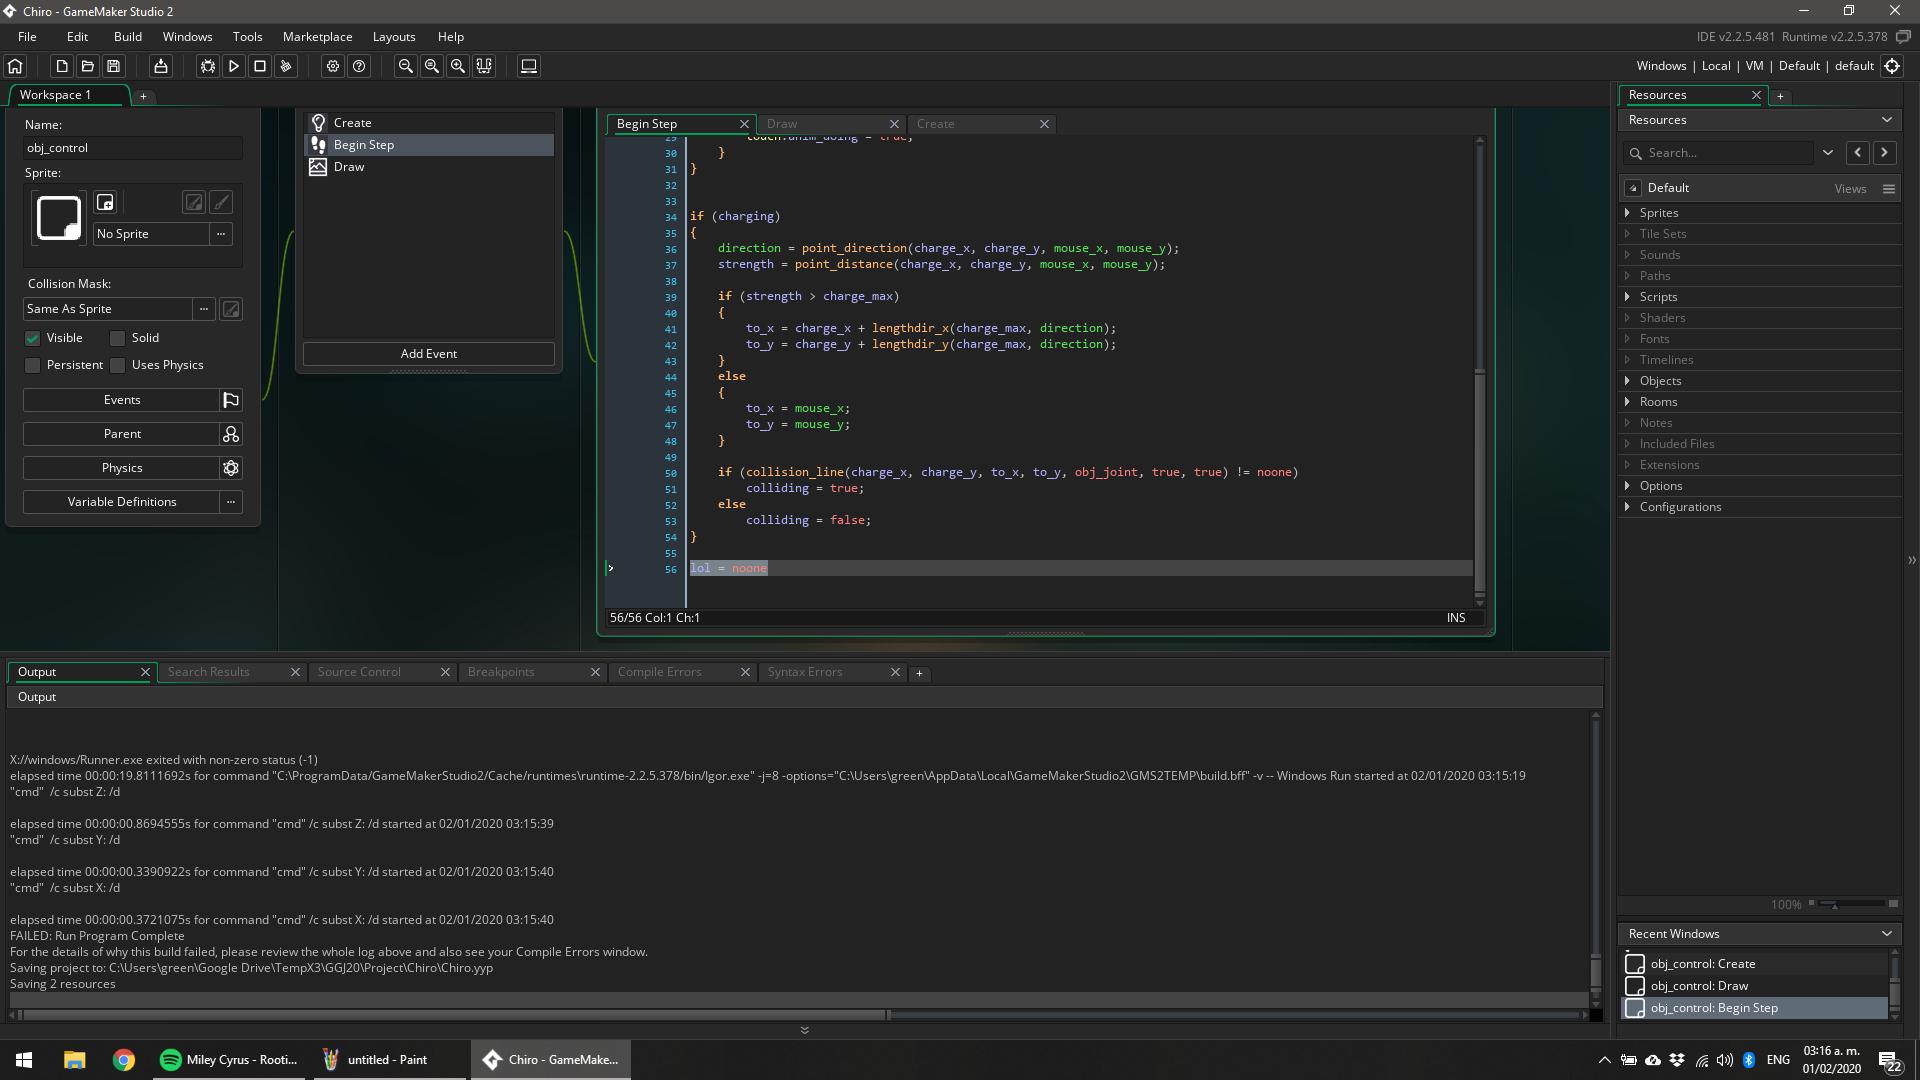 Chiro - GameMaker Studio 2
File Edit Build Windows Tools Marketplace Layouts Help
IDE v2.2.5.481 Runtime v2.2.5.378
Windows | Local | VM | Default | default
Workspace 1
Name:
obj_control
Sprite:
No Sprite
Collision Mask:
Same As Sprite
Visible
Solid
Persistent
Uses Physics
Events
Parent
Physics
Variable Definitions
Create
Begin Step
Draw
Add Event
Begin Step
Draw
Create
29 touch.anim_doing = true;
30 }
31 }
32
33
34 if (charging)
35 {
36 direction = point_direction(charge_x, charge_y, mouse_x, mouse_y);
37 strength = point_distance(charge_x, charge_y, mouse_x, mouse_y);
38
39 if (strength > charge_max)
40 {
41 to_x = charge_x + lengthdir_x(charge_max, direction);
42 to_y = charge_y + lengthdir_y(charge_max, direction);
43 }
44 else
45 {
46 to_x = mouse_x;
47 to_y = mouse_y;
48 }
49
50 if (collision_line(charge_x, charge_y, to_x, to_y, obj_joint, true, true) != noone)
51 colliding = true;
52 else
53 colliding = false;
54 }
55
56 lol = noone
56/56 Col:1 Ch:1
INS
Resources
Resources
Search...
Default
Views
Sprites
Tile Sets
Sounds
Paths
Scripts
Shaders
Fonts
Timelines
Objects
Rooms
Notes
Included Files
Extensions
Options
Configurations
100%
Recent Windows
obj_control: Create
obj_control: Draw
obj_control: Begin Step
Output
Search Results
Source Control
Breakpoints
Compile Errors
Syntax Errors
Output
X://windows/Runner.exe exited with non-zero status (-1)
elapsed time 00:00:19.8111692s for command "C:\ProgramData/GameMakerStudio2/Cache/runtimes\runtime-2.2.5.378/bin/Igor.exe" -j=8 -options="C:\Users\green\AppData\Local\GameMakerStudio2\GMS2TEMP\build.bff" -v -- Windows Run started at 02/01/2020 03:15:19
"cmd" /c subst Z: /d
elapsed time 00:00:00.8694555s for command "cmd" /c subst Z: /d started at 02/01/2020 03:15:39
"cmd" /c subst Y: /d
elapsed time 00:00:00.3390922s for command "cmd" /c subst Y: /d started at 02/01/2020 03:15:40
"cmd" /c subst X: /d
elapsed time 00:00:00.3721075s for command "cmd" /c subst X: /d started at 02/01/2020 03:15:40
FAILED: Run Program Complete
For the details of why this build failed, please review the whole log above and also see your Compile Errors window.
Saving project to: C:\Users\green\Google Drive\TempX3\GGJ20\Project\Chiro\Chiro.yyp
Saving 2 resources
Miley Cyrus - Rooti...
untitled - Paint
Chiro - GameMake...
ENG
03:16 a. m.
01/02/2020
22